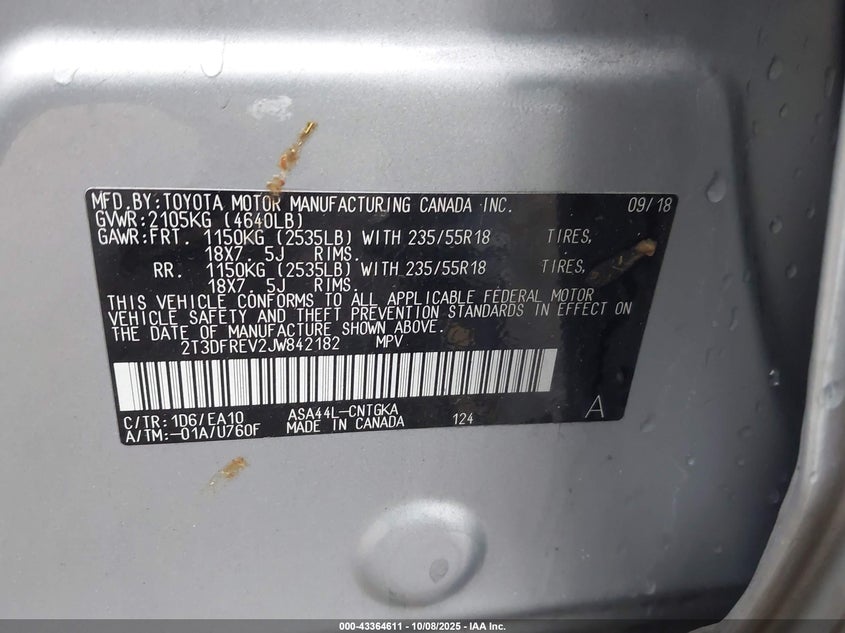 MFD.BY:TOYOTA MOTOR MANUFACTURING CANADA INC. 09/18
GVWR:2105KG (4640LB)
GAWR:FRT. 1150KG (2535LB) WITH 235/55R18 TIRES,
18X7. 5J RIMS.
RR. 1150KG (2535LB) WITH 235/55R18 TIRES,
18X7. 5J RIMS.
THIS VEHICLE CONFORMS TO ALL APPLICABLE FEDERAL MOTOR
VEHICLE SAFETY AND THEFT PREVENTION STANDARDS IN EFFECT ON
THE DATE OF MANUFACTURE SHOWN ABOVE.
2T3DFREV2JW842182 MPV
C/TR:1D6/EA10 ASA44L-CNTGKA 124 A
A/TM:-01A/U760F MADE IN CANADA
000-43364611 - 10/08/2025 - IAA Inc.